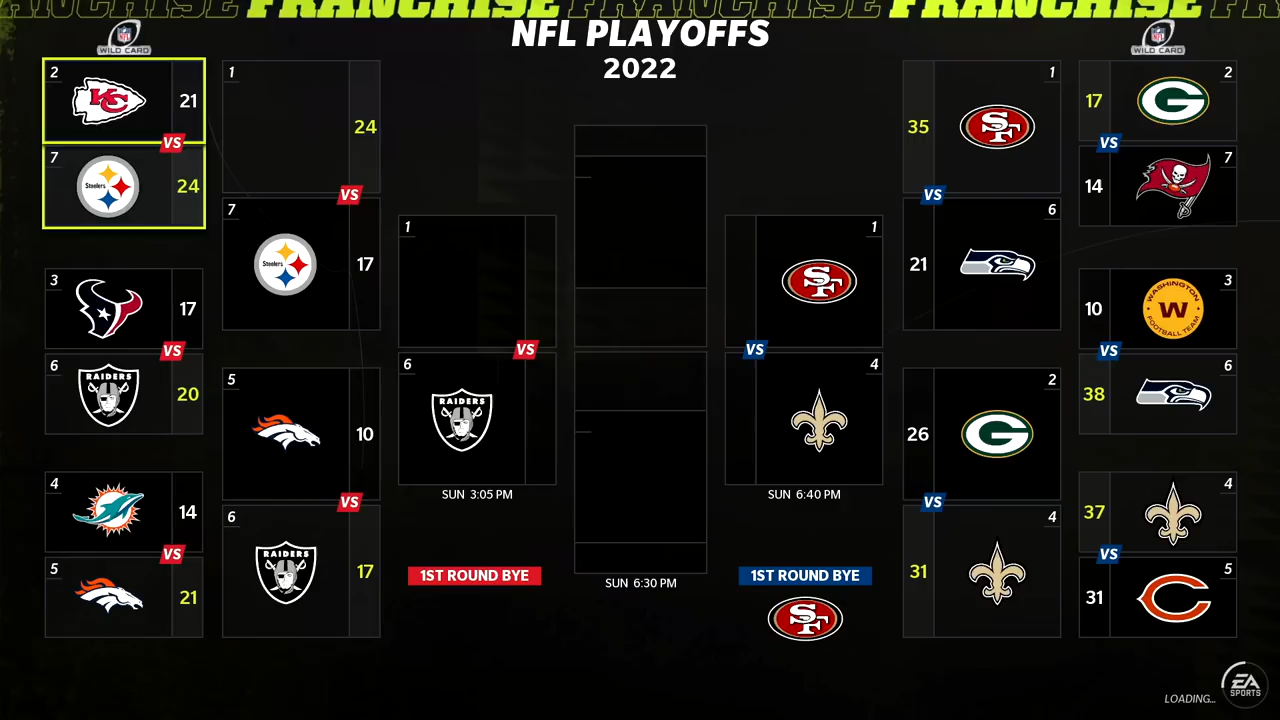 FRANCHISE FRANCHISE FRANCHISE
NFL PLAYOFFS
2022
WILD CARD
WILD CARD
2 21
VS
7 Steelers 24
3 17
VS
6 RAIDERS 20
4 14
VS
5 21
1 24
VS
7 Steelers 17
5 10
VS
6 RAIDERS 17
1
VS
6 RAIDERS
SUN 3:05 PM
1ST ROUND BYE
SUN 6:30 PM
1
VS
4
SUN 6:40 PM
1ST ROUND BYE
35 1
VS
21 6
26 2
VS
31 4
17 G 2
VS
14 7
10 WASHINGTON W FOOTBALL TEAM 3
VS
38 6
37 4
VS
31 5
LOADING...
EA
SPORTS